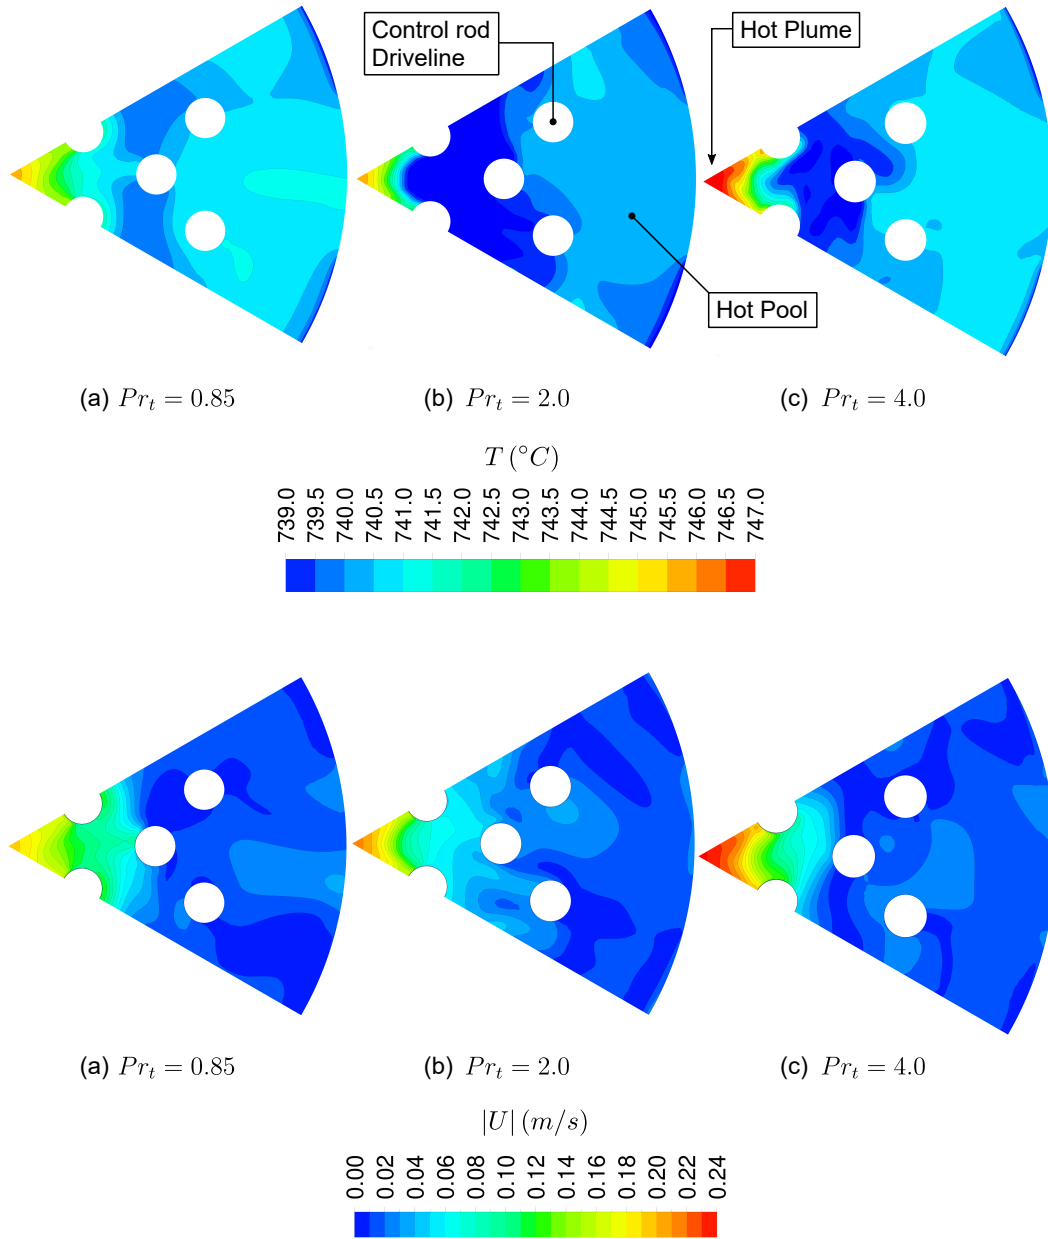 Control rod
Driveline
Hot Plume
Hot Pool
(a) Pr_t = 0.85
(b) Pr_t = 2.0
(c) Pr_t = 4.0
T (°C)
739.0
739.5
740.0
740.5
741.0
741.5
742.0
742.5
743.0
743.5
744.0
744.5
745.0
745.5
746.0
746.5
747.0
(a) Pr_t = 0.85
(b) Pr_t = 2.0
(c) Pr_t = 4.0
|U| (m/s)
0.00
0.02
0.04
0.06
0.08
0.10
0.12
0.14
0.16
0.18
0.20
0.22
0.24